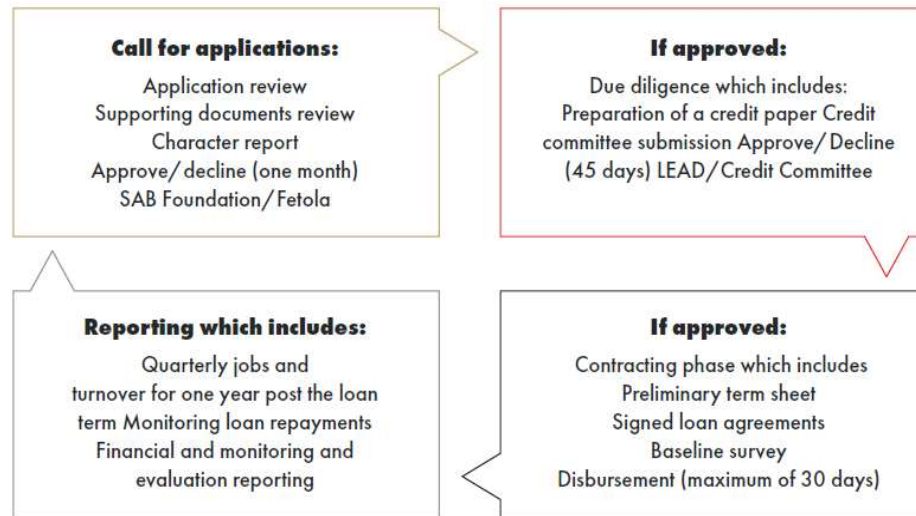 Call for applications:
Application review
Supporting documents review
Character report
Approve/decline (one month)
SAB Foundation/Fetola
If approved:
Due diligence which includes:
Preparation of a credit paper Credit
committee submission Approve/Decline
(45 days) LEAD/Credit Committee
If approved:
Contracting phase which includes
Preliminary term sheet
Signed loan agreements
Baseline survey
Disbursement (maximum of 30 days)
Reporting which includes:
Quarterly jobs and
turnover for one year post the loan
term Monitoring loan repayments
Financial and monitoring and
evaluation reporting